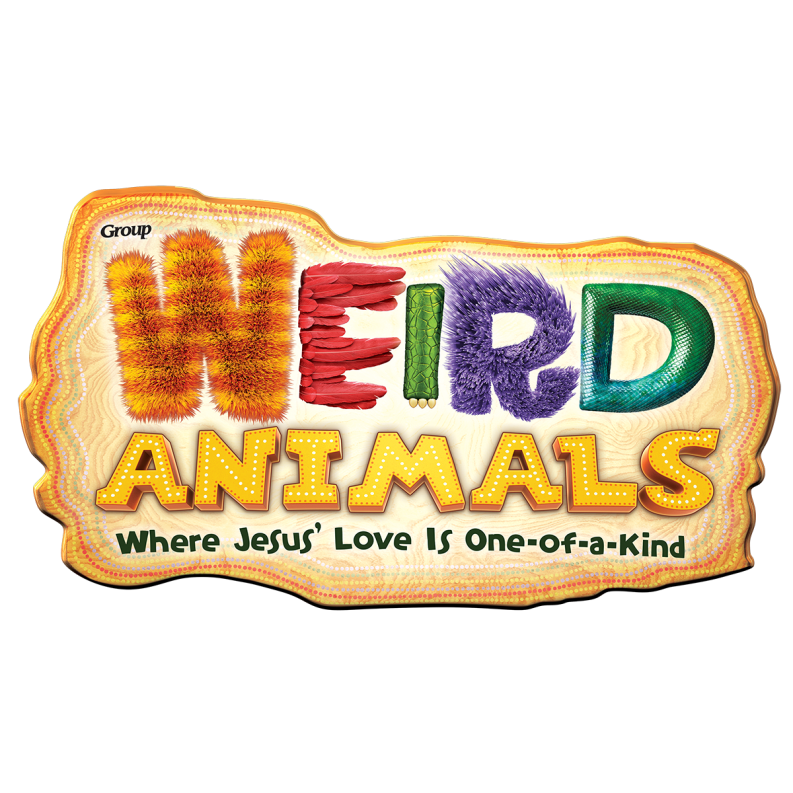 Group
WEIRD
ANIMALS
Where Jesus' Love Is One-of-a-Kind